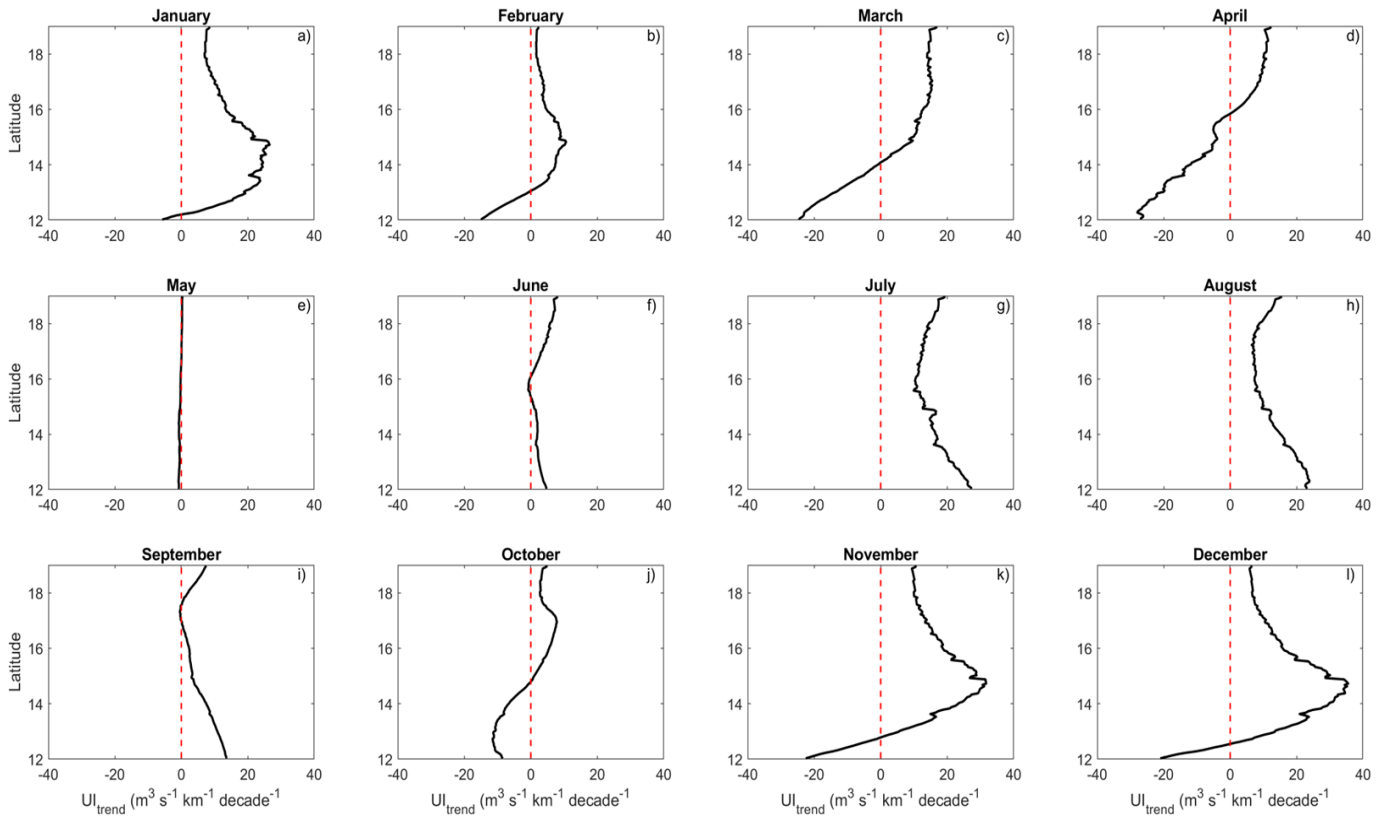 January February March April
a) b) c) d)
Latitude
18 18 18 18
16 16 16 16
14 14 14 14
12 12 12 12
-40 -20 0 20 40 -40 -20 0 20 40 -40 -20 0 20 40 -40 -20 0 20 40
May June July August
e) f) g) h)
Latitude
18 18 18 18
16 16 16 16
14 14 14 14
12 12 12 12
-40 -20 0 20 40 -40 -20 0 20 40 -40 -20 0 20 40 -40 -20 0 20 40
September October November December
i) j) k) l)
Latitude
18 18 18 18
16 16 16 16
14 14 14 14
12 12 12 12
-40 -20 0 20 40 -40 -20 0 20 40 -40 -20 0 20 40 -40 -20 0 20 40
UI_trend (m³ s⁻¹ km⁻¹ decade⁻¹ UI_trend (m³ s⁻¹ km⁻¹ decade⁻¹ UI_trend (m³ s⁻¹ km⁻¹ decade⁻¹ UI_trend (m³ s⁻¹ km⁻¹ decade⁻¹